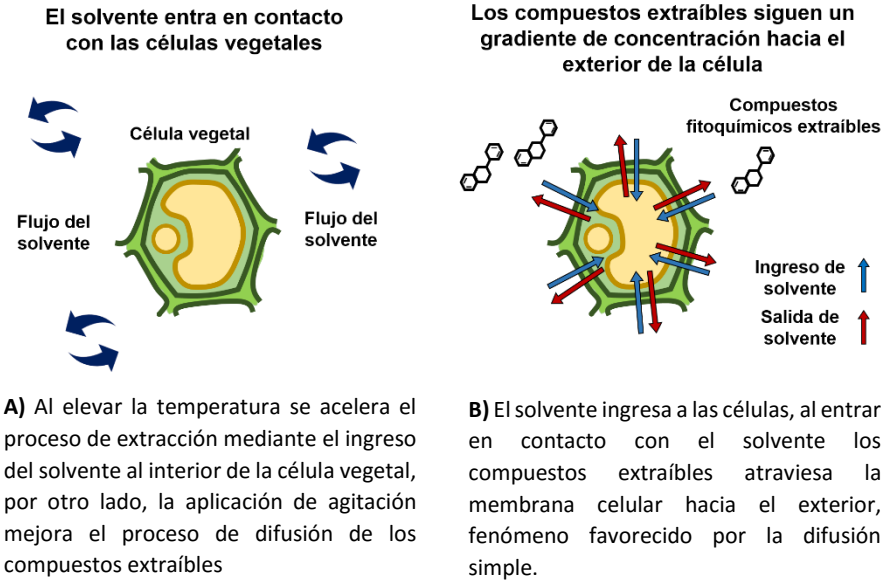 El solvente entra en contacto
con las células vegetales
Célula vegetal
Flujo del
solvente
Flujo del
solvente
A) Al elevar la temperatura se acelera el
proceso de extracción mediante el ingreso
del solvente al interior de la célula vegetal,
por otro lado, la aplicación de agitación
mejora el proceso de difusión de los
compuestos extraíbles
Los compuestos extraíbles siguen un
gradiente de concentración hacia el
exterior de la célula
Compuestos
fitoquímicos extraíbles
Ingreso de
solvente
Salida de
solvente
B) El solvente ingresa a las células, al entrar
en contacto con el solvente los
compuestos extraíbles atraviesa la
membrana celular hacia el exterior,
fenómeno favorecido por la difusión
simple.